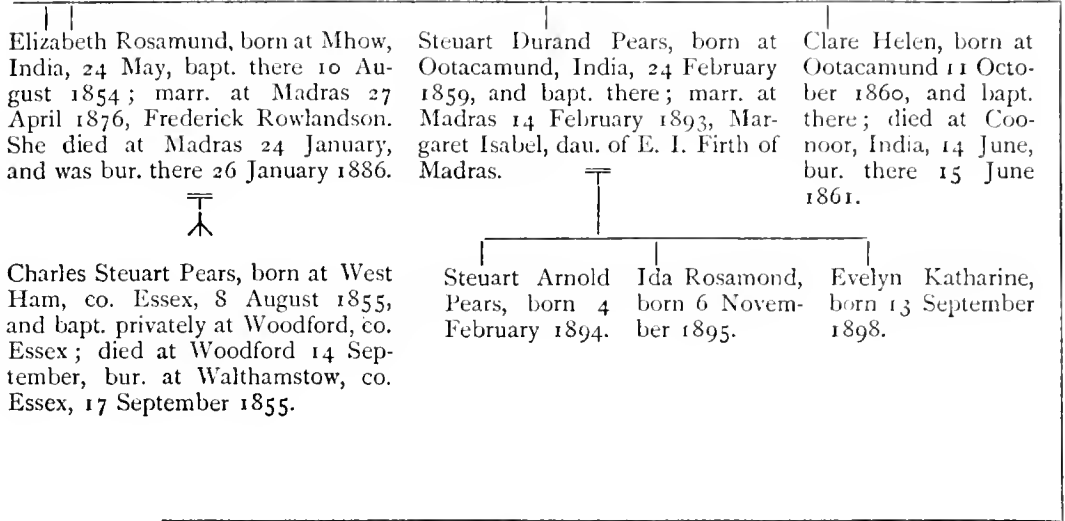 Elizabeth Rosamund, born at Mhow,
India, 24 May, bapt. there 10 Au-
gust 1854; marr. at Madras 27
April 1876, Frederick Rowlandson.
She died at Madras 24 January,
and was bur. there 26 January 1886.
Charles Steuart Pears, born at West
Ham, co. Essex, 8 August 1855,
and bapt. privately at Woodford, co.
Essex; died at Woodford 14 Sep-
tember, bur. at Walthamstow, co.
Essex, 17 September 1855.
Steuart Durand Pears, born at
Ootacamund, India, 24 February
1859, and bapt. there; marr. at
Madras 14 February 1893, Mar-
garet Isabel, dau. of E. I. Firth of
Madras.
Steuart Arnold
Pears, born 4
February 1894.
Ida Rosamond,
born 6 Novem-
ber 1895.
Evelyn Katharine,
born 13 September
1898.
Clare Helen, born at
Ootacamund 11 Octo-
ber 1860, and bapt.
there; died at Coo-
noor, India, 14 June,
bur. there 15 June
1861.